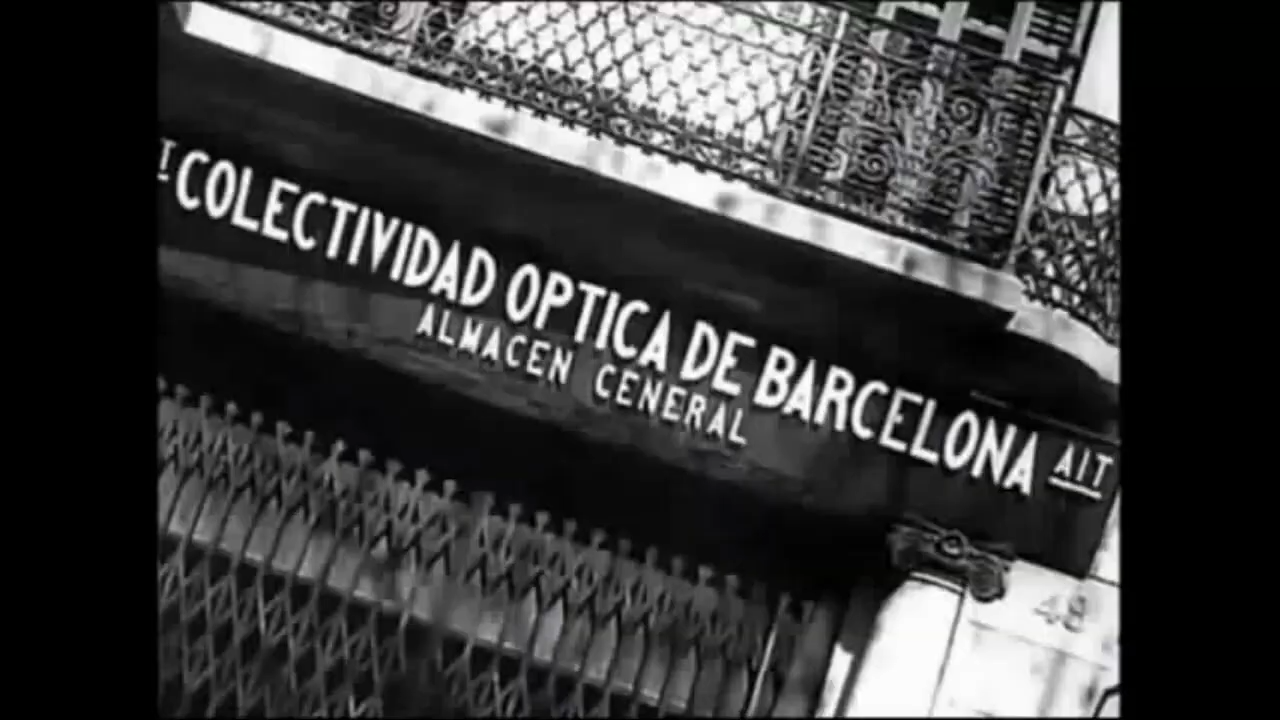 T COLECTIVIDAD OPTICA DE BARCELONA AIT
ALMACEN GENERAL
48